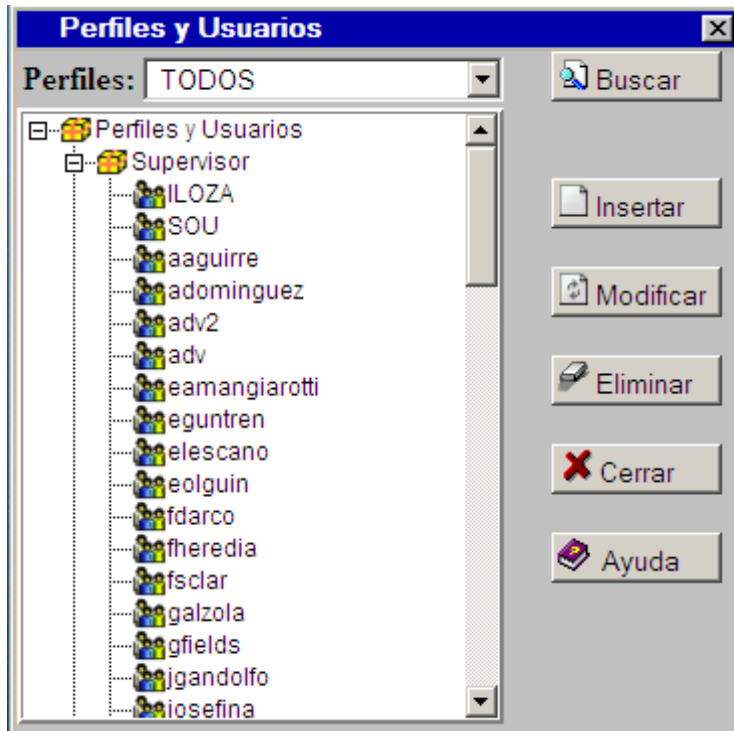 Perfiles y Usuarios
Perfiles: TODOS
Buscar
Perfiles y Usuarios
Supervisor
ILOZA
SOU
aaguirre
adominguez
adv2
adv
eamangiarotti
eguntren
elescano
eolguin
fdarco
fheredia
fsclar
galzola
gfields
jgandolfo
josefina
Insertar
Modificar
Eliminar
Cerrar
Ayuda